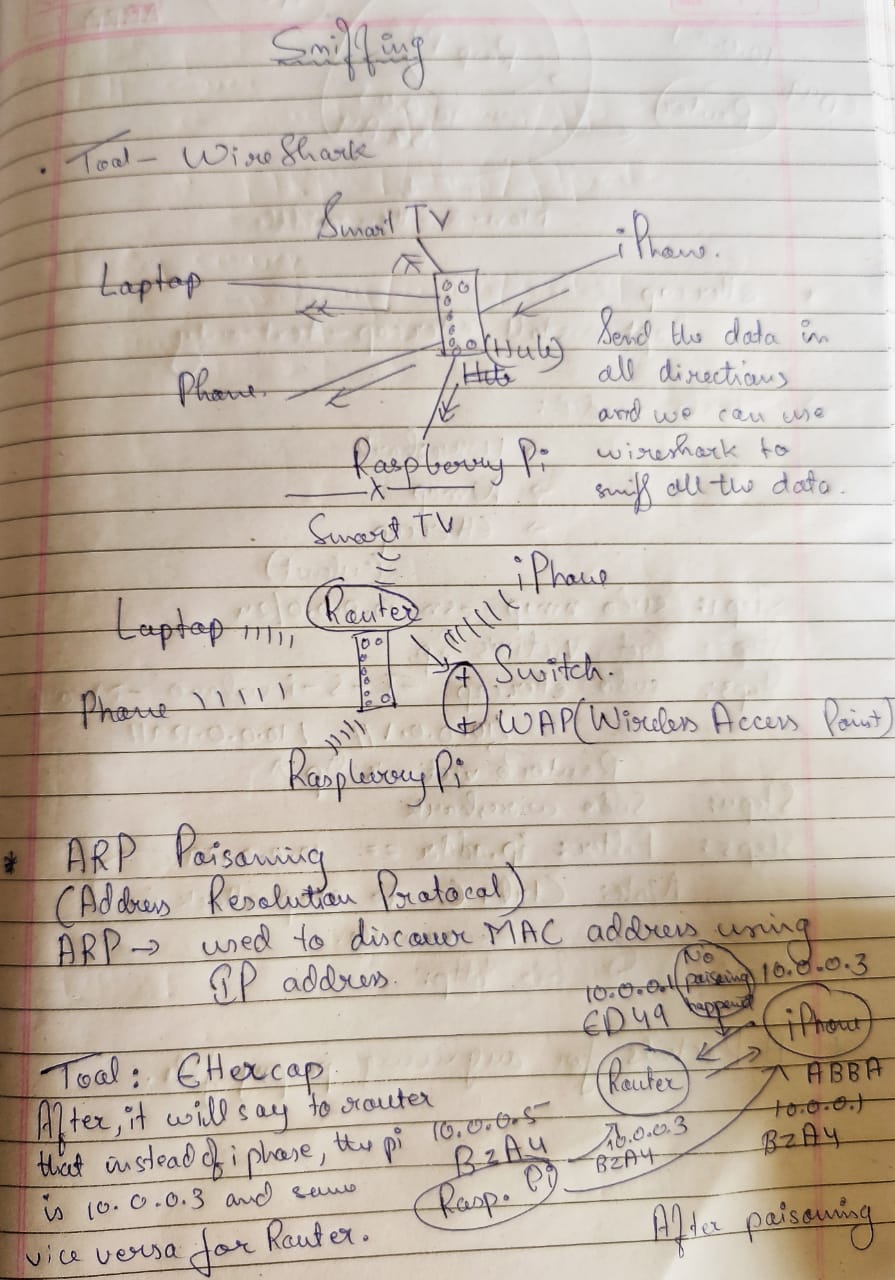 Sniffing
Tool - WireShark
Smart TV
iPhone.
Laptop
(Hub)
Send the data in
all directions
Phone.
and we can use
Raspberry Pi
wireshark to
sniff all the data.
x
Smart TV
iPhone
Router
Laptop
Switch.
Phone
WAP (Wireless Access Point)
Raspberry Pi
* ARP Poisoning
(Address Resolution Protocol)
ARP → used to discover MAC address using
IP address.
No
poisoning
happened
10.0.0.1
10.0.0.3
ED49
iPhone
Router
ABBA
Tool: Ettercap
After, it will say to router
that instead of iphone, the pi
is 10.0.0.3 and same
vice versa for Router.
10.0.0.5
BzA4
Rasp. Pi
10.0.0.3
BzA4
10.0.0.1
BzA4
After poisoning